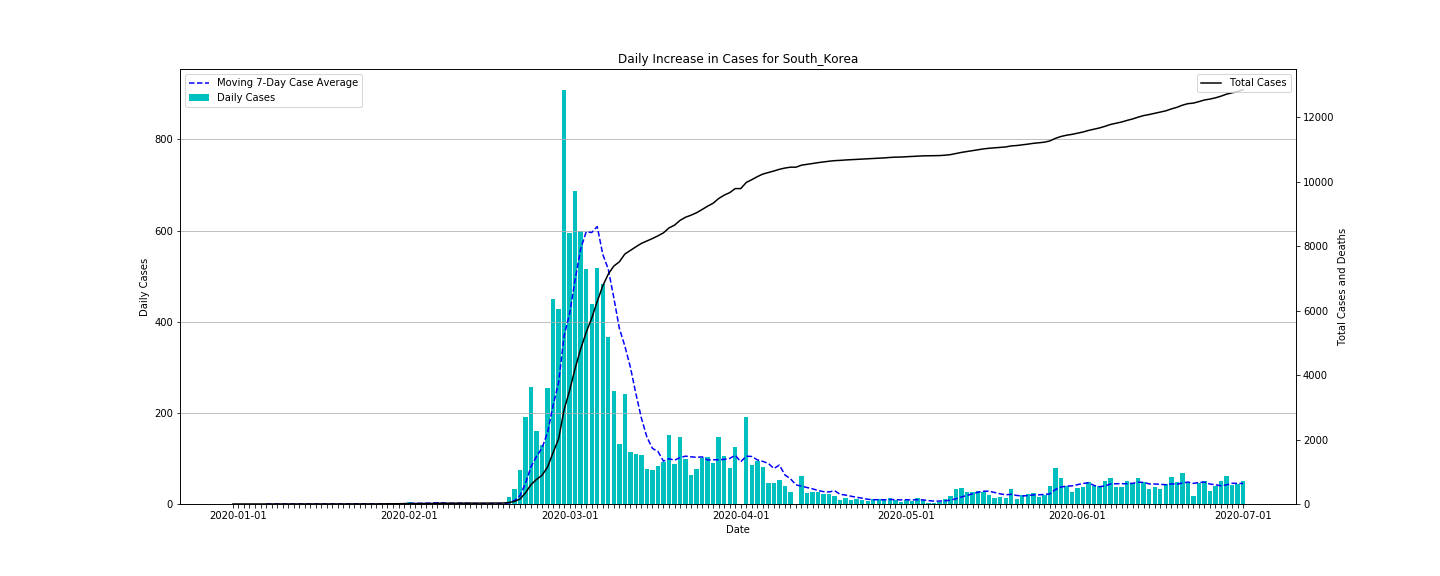 Daily Increase in Cases for South_Korea
Moving 7-Day Case Average
Daily Cases
Total Cases
800
600
400
200
0
Daily Cases
12000
10000
8000
6000
4000
2000
0
Total Cases and Deaths
2020-01-01 2020-02-01 2020-03-01 2020-04-01 2020-05-01 2020-06-01 2020-07-01
Date